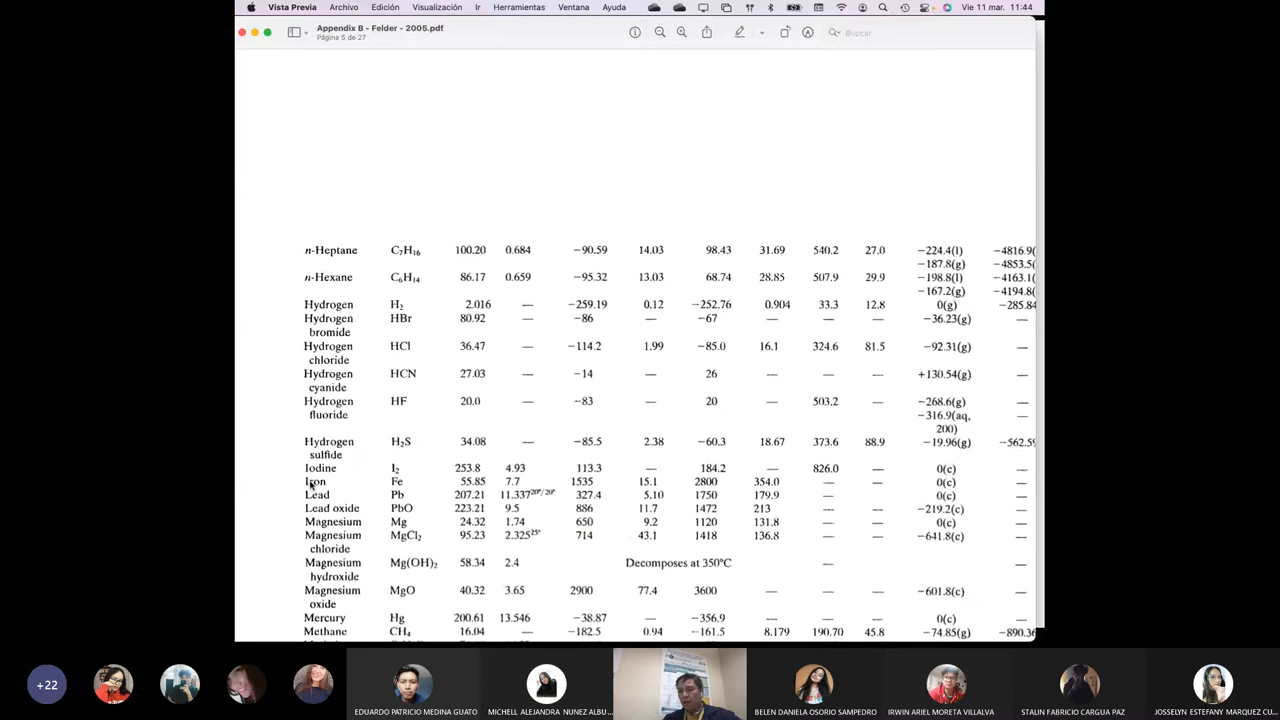 Vista Previa Archivo Edición Visualización Ir Herramientas Ventana Ayuda Vie 11 mar. 11:44
Appendix B - Felder - 2005.pdf
Página 5 de 27
Buscar
n-Heptane C₇H₁₆ 100.20 0.684 −90.59 14.03 98.43 31.69 540.2 27.0 −224.4(l) −4816.9(
−187.8(g) −4853.5(
n-Hexane C₆H₁₄ 86.17 0.659 −95.32 13.03 68.74 28.85 507.9 29.9 −198.8(l) −4163.1(
−167.2(g) −4194.8(
Hydrogen H₂ 2.016 — −259.19 0.12 −252.76 0.904 33.3 12.8 0(g) −285.84
Hydrogen HBr 80.92 — −86 — −67 — — — −36.23(g) —
bromide
Hydrogen HCl 36.47 — −114.2 1.99 −85.0 16.1 324.6 81.5 −92.31(g) —
chloride
Hydrogen HCN 27.03 — −14 — 26 — — — +130.54(g) —
cyanide
Hydrogen HF 20.0 — −83 — 20 — 503.2 — −268.6(g) —
fluoride −316.9(aq, —
200)
Hydrogen H₂S 34.08 — −85.5 2.38 −60.3 18.67 373.6 88.9 −19.96(g) −562.59
sulfide
Iodine I₂ 253.8 4.93 113.3 — 184.2 — 826.0 — 0(c) —
Iron Fe 55.85 7.7 1535 15.1 2800 354.0 — — 0(c) —
Lead Pb 207.21 11.337²⁰°/²⁰° 327.4 5.10 1750 179.9 — — 0(c) —
Lead oxide PbO 223.21 9.5 886 11.7 1472 213 — — −219.2(c) —
Magnesium Mg 24.32 1.74 650 9.2 1120 131.8 — — 0(c) —
Magnesium MgCl₂ 95.23 2.325²⁵° 714 43.1 1418 136.8 — — −641.8(c) —
chloride
Magnesium Mg(OH)₂ 58.34 2.4 Decomposes at 350°C — —
hydroxide
Magnesium MgO 40.32 3.65 2900 77.4 3600 — — — −601.8(c) —
oxide
Mercury Hg 200.61 13.546 −38.87 — −356.9 — — — 0(c) —
Methane CH₄ 16.04 — −182.5 0.94 −161.5 8.179 190.70 45.8 −74.85(g) −890.36
+22
EDUARDO PATRICIO MEDINA GUATO MICHELL ALEJANDRA NUNEZ ALBU... BELEN DANIELA OSORIO SAMPEDRO IRWIN ARIEL MORETA VILLALVA STALIN FABRICIO CARGUA PAZ JOSSELYN ESTEFANY MARQUEZ CU...